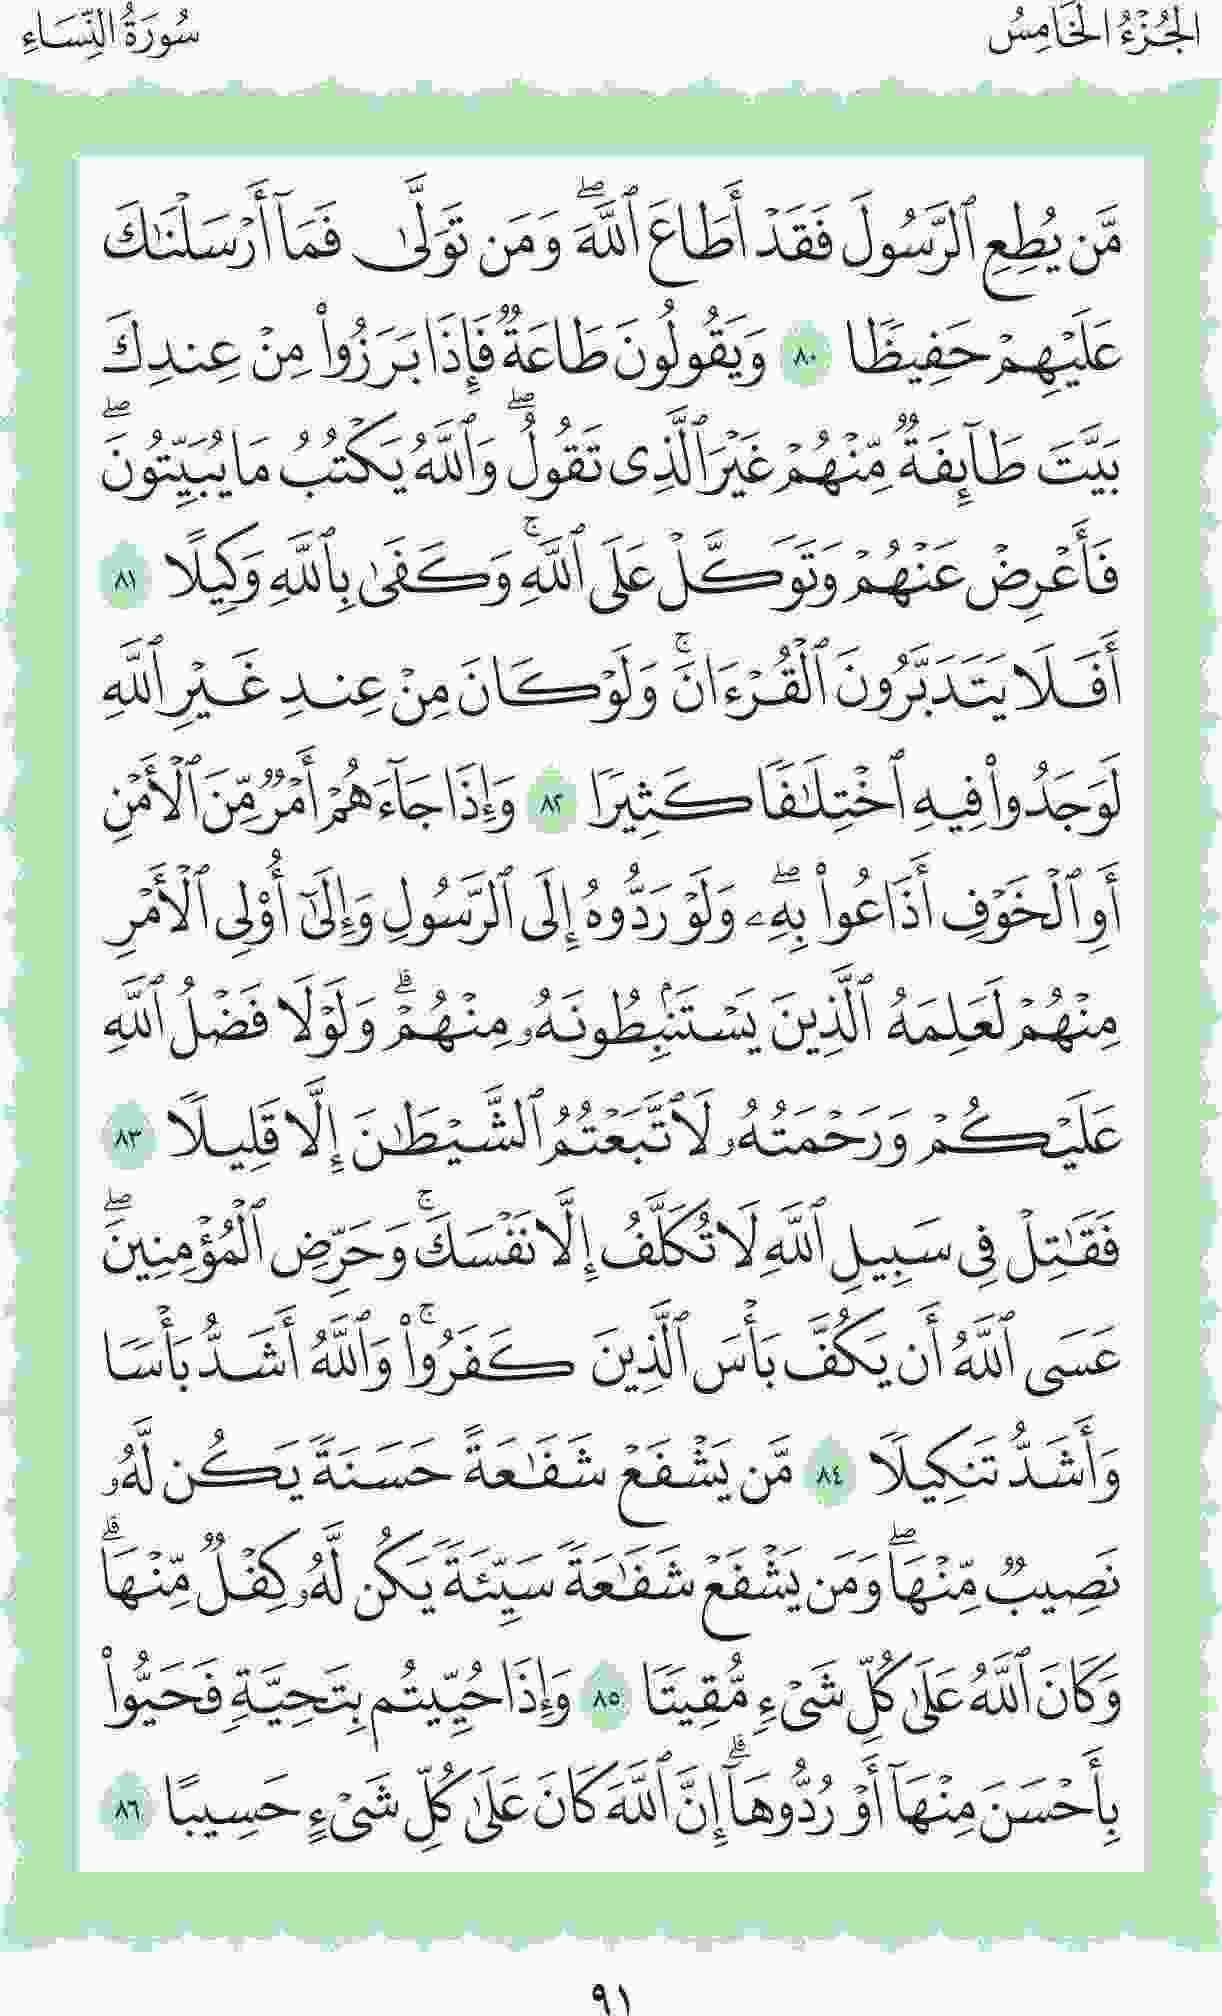 الجُزْءُ الخَامِسُ
سُورَةُ النِّسَاءِ
مَّن يُطِعِ ٱلرَّسُولَ فَقَدْ أَطَاعَ ٱللَّهَۖ وَمَن تَوَلَّىٰ فَمَآ أَرْسَلْنَٰكَ
عَلَيْهِمْ حَفِيظًا ٨٠ وَيَقُولُونَ طَاعَةٌ فَإِذَا بَرَزُوا۟ مِنْ عِندِكَ
بَيَّتَ طَآئِفَةٌ مِّنْهُمْ غَيْرَ ٱلَّذِى تَقُولُۖ وَٱللَّهُ يَكْتُبُ مَا يُبَيِّتُونَۖ
فَأَعْرِضْ عَنْهُمْ وَتَوَكَّلْ عَلَى ٱللَّهِۚ وَكَفَىٰ بِٱللَّهِ وَكِيلًا ٨١
أَفَلَا يَتَدَبَّرُونَ ٱلْقُرْءَانَۚ وَلَوْ كَانَ مِنْ عِندِ غَيْرِ ٱللَّهِ
لَوَجَدُوا۟ فِيهِ ٱخْتِلَٰفًا كَثِيرًا ٨٢ وَإِذَا جَآءَهُمْ أَمْرٌ مِّنَ ٱلْأَمْنِ
أَوِ ٱلْخَوْفِ أَذَاعُوا۟ بِهِۦۖ وَلَوْ رَدُّوهُ إِلَى ٱلرَّسُولِ وَإِلَىٰٓ أُو۟لِى ٱلْأَمْرِ
مِنْهُمْ لَعَلِمَهُ ٱلَّذِينَ يَسْتَنۢبِطُونَهُۥ مِنْهُمْۗ وَلَوْلَا فَضْلُ ٱللَّهِ
عَلَيْكُمْ وَرَحْمَتُهُۥ لَٱتَّبَعْتُمُ ٱلشَّيْطَٰنَ إِلَّا قَلِيلًا ٨٣
فَقَٰتِلْ فِى سَبِيلِ ٱللَّهِ لَا تُكَلَّفُ إِلَّا نَفْسَكَۚ وَحَرِّضِ ٱلْمُؤْمِنِينَۖ
عَسَى ٱللَّهُ أَن يَكُفَّ بَأْسَ ٱلَّذِينَ كَفَرُوا۟ۚ وَٱللَّهُ أَشَدُّ بَأْسًا
وَأَشَدُّ تَنكِيلًا ٨٤ مَّن يَشْفَعْ شَفَٰعَةً حَسَنَةً يَكُن لَّهُۥ
نَصِيبٌ مِّنْهَاۖ وَمَن يَشْفَعْ شَفَٰعَةً سَيِّئَةً يَكُن لَّهُۥ كِفْلٌ مِّنْهَاۗ
وَكَانَ ٱللَّهُ عَلَىٰ كُلِّ شَىْءٍ مُّقِيتًا ٨٥ وَإِذَا حُيِّيتُم بِتَحِيَّةٍ فَحَيُّوا۟
بِأَحْسَنَ مِنْهَآ أَوْ رُدُّوهَآۗ إِنَّ ٱللَّهَ كَانَ عَلَىٰ كُلِّ شَىْءٍ حَسِيبًا ٨٦
٩١